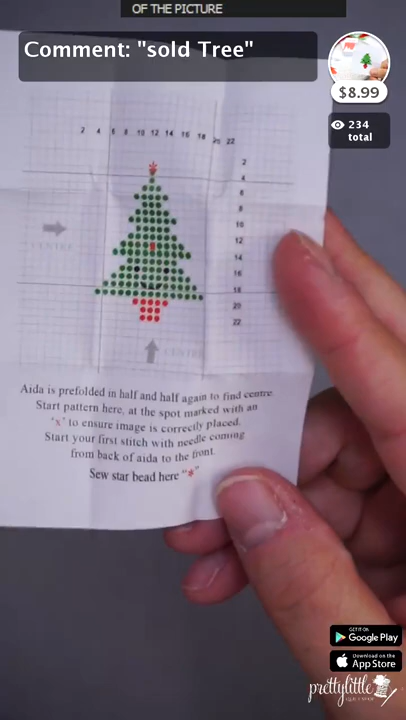 OF THE PICTURE
Comment: "sold Tree"
$8.99
234
total
2 4 6 8 10 12 14 16 18 20 22
2
4
6
8
10
12
14
16
18
20
22
CENTRE
CENTRE
Aida is prefolded in half and half again to find centre.
Start pattern here, at the spot marked with an
"x" to ensure image is correctly placed.
Start your first stitch with needle coming
from back of aida to the front.
Sew star bead here "*"
GET IT ON
Google Play
Download on the
App Store
prettylittle